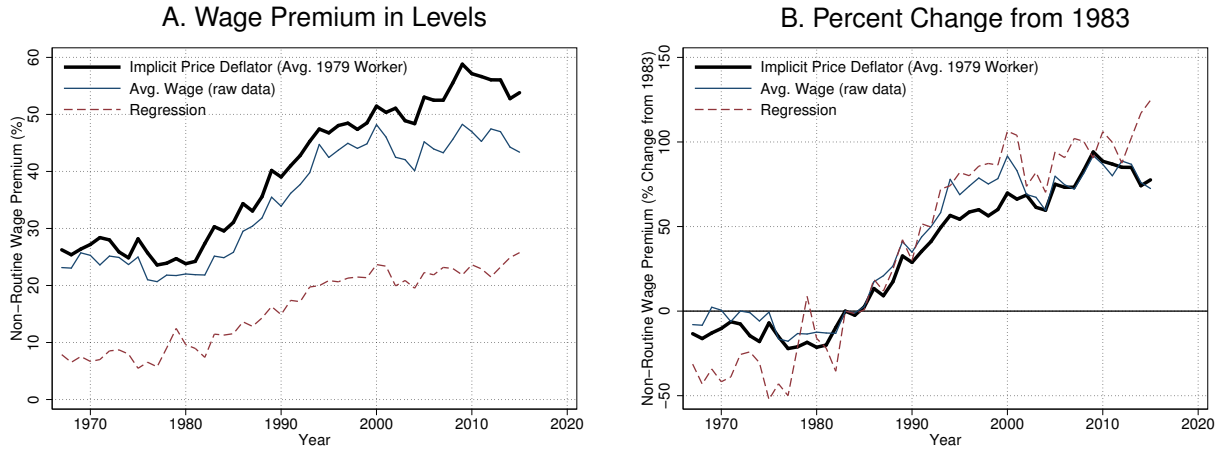 A. Wage Premium in Levels
Non-Routine Wage Premium (%)
60
50
40
30
20
10
0
Implicit Price Deflator (Avg. 1979 Worker)
Avg. Wage (raw data)
Regression
1970 1980 1990 2000 2010 2020
Year
B. Percent Change from 1983
Non-Routine Wage Premium (% Change from 1983)
150
100
50
0
−50
Implicit Price Deflator (Avg. 1979 Worker)
Avg. Wage (raw data)
Regression
1970 1980 1990 2000 2010 2020
Year